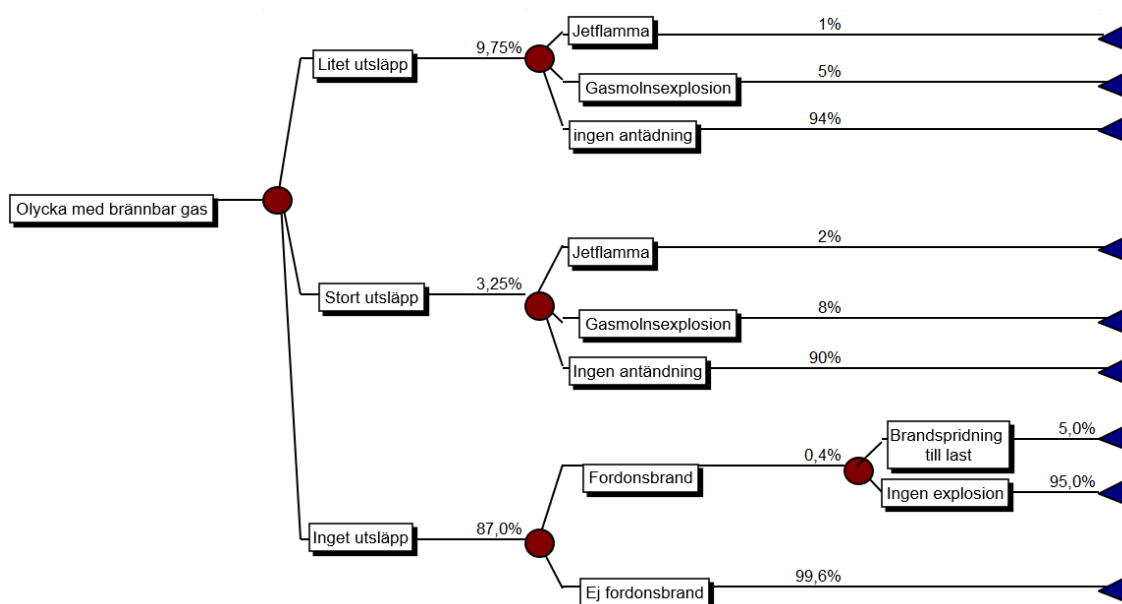 Jetflamma
1%
Litet utsläpp
9,75%
Gasmolnsexplosion
5%
ingen antädning
94%
Olycka med brännbar gas
Jetflamma
2%
Stort utsläpp
3,25%
Gasmolnsexplosion
8%
Ingen antändning
90%
Brandspridning
till last
5,0%
Fordonsbrand
0,4%
Ingen explosion
95,0%
Inget utsläpp
87,0%
Ej fordonsbrand
99,6%